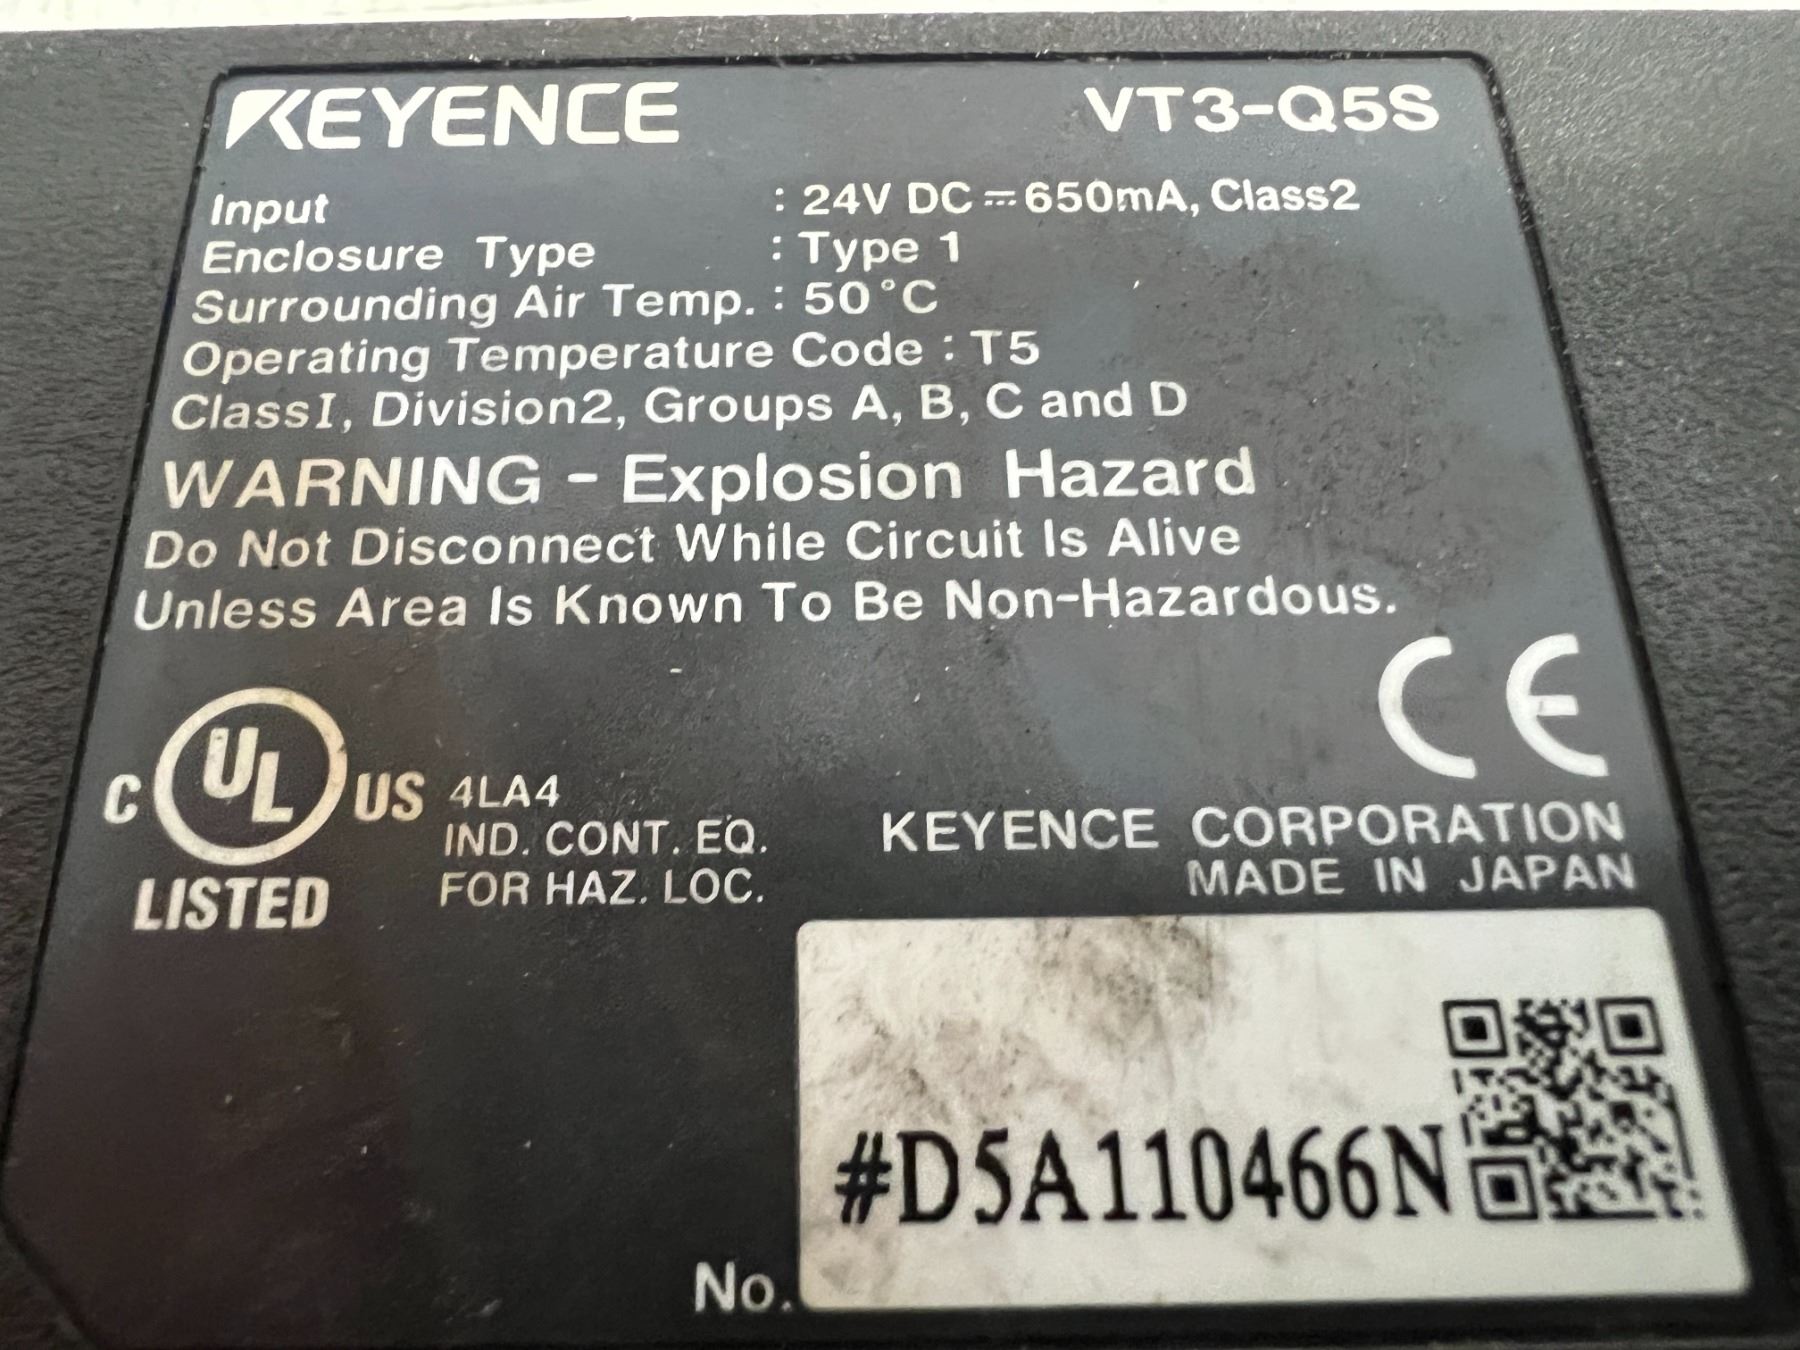 KEYENCE VT3-Q5S
Input : 24V DC ⎓ 650mA, Class2
Enclosure Type : Type 1
Surrounding Air Temp. : 50°C
Operating Temperature Code : T5
ClassI, Division2, Groups A, B, C and D
WARNING - Explosion Hazard
Do Not Disconnect While Circuit Is Alive
Unless Area Is Known To Be Non-Hazardous.
CE
C UL US
LISTED
4LA4
IND. CONT. EQ.
FOR HAZ. LOC.
KEYENCE CORPORATION
MADE IN JAPAN
#D5A110466N
No.